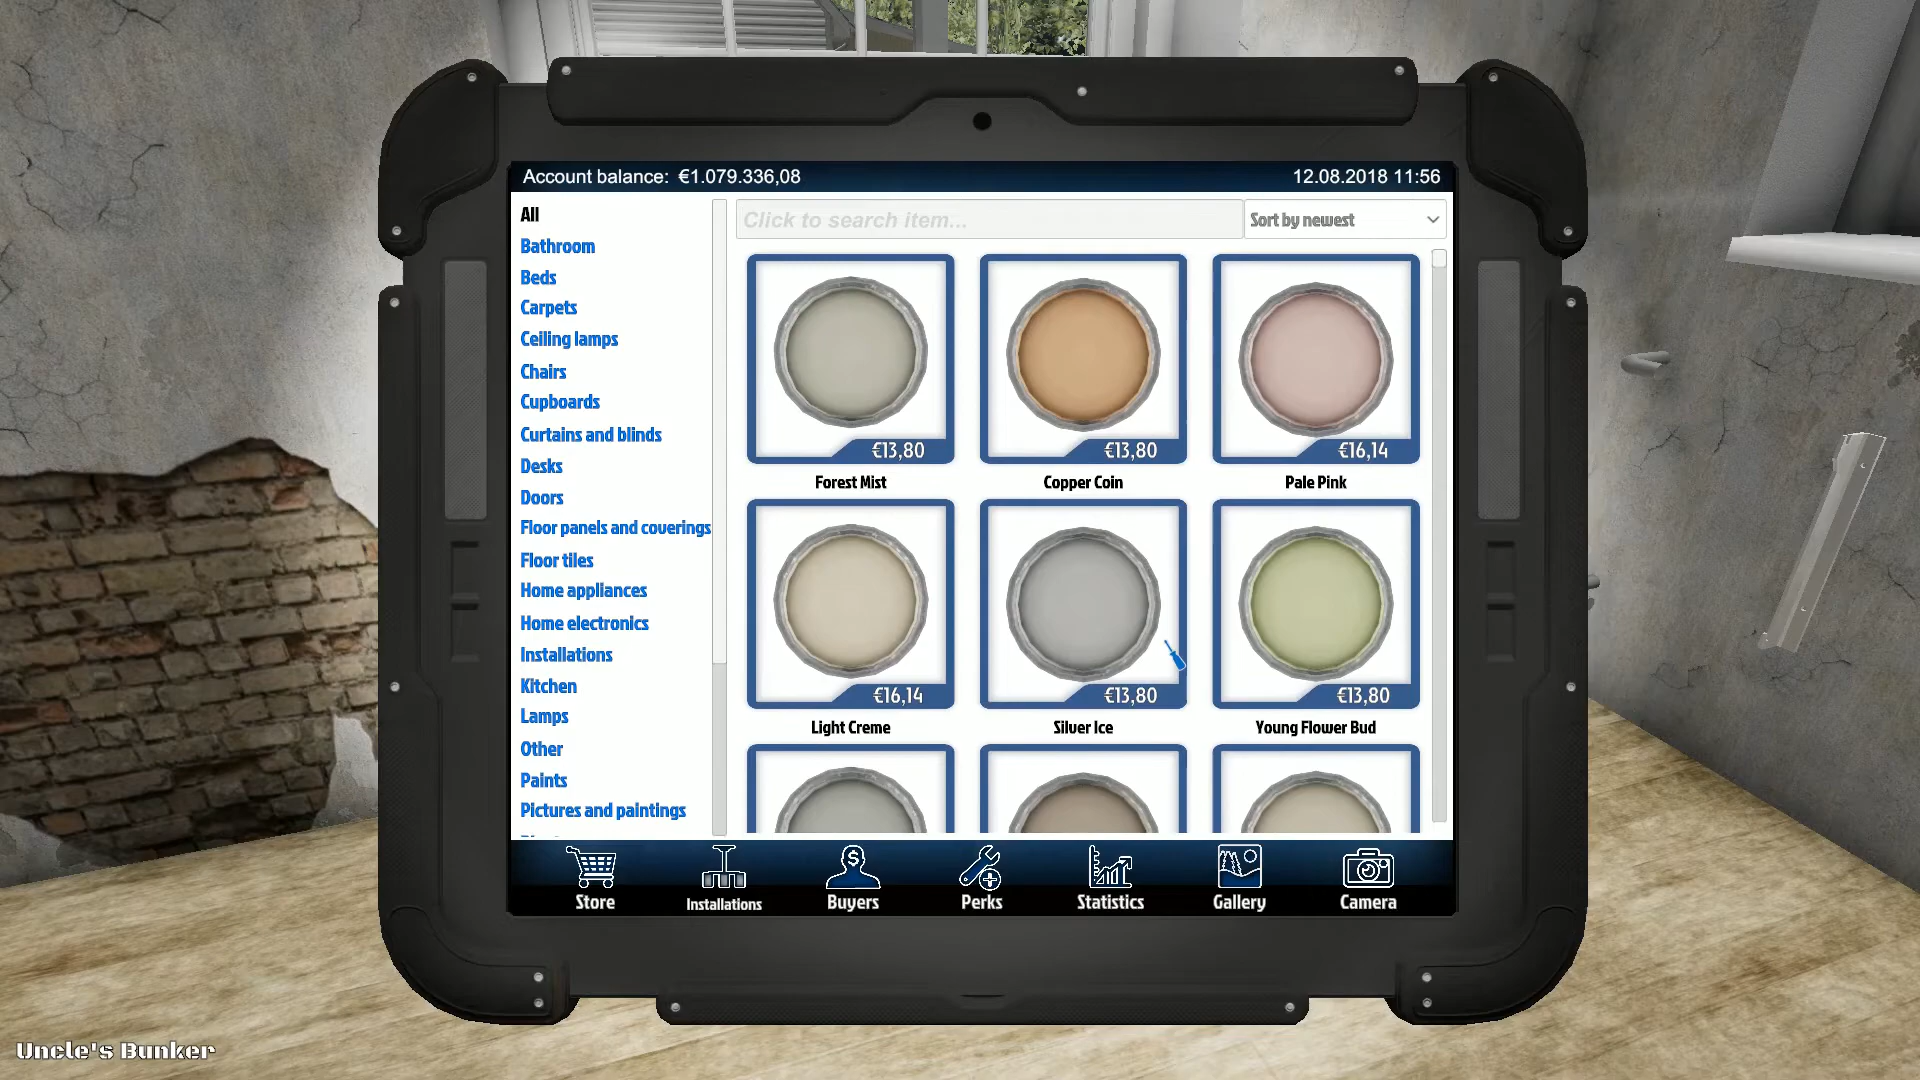 Account balance: €1.079.336,08
12.08.2018 11:56
All
Bathroom
Beds
Carpets
Ceiling lamps
Chairs
Cupboards
Curtains and blinds
Desks
Doors
Floor panels and coverings
Floor tiles
Home appliances
Home electronics
Installations
Kitchen
Lamps
Other
Paints
Pictures and paintings
Click to search item...
Sort by newest
€13,80
€13,80
€16,14
Forest Mist
Copper Coin
Pale Pink
€16,14
€13,80
€13,80
Light Creme
Silver Ice
Young Flower Bud
Store
Installations
Buyers
Perks
Statistics
Gallery
Camera
Uncle's Bunker